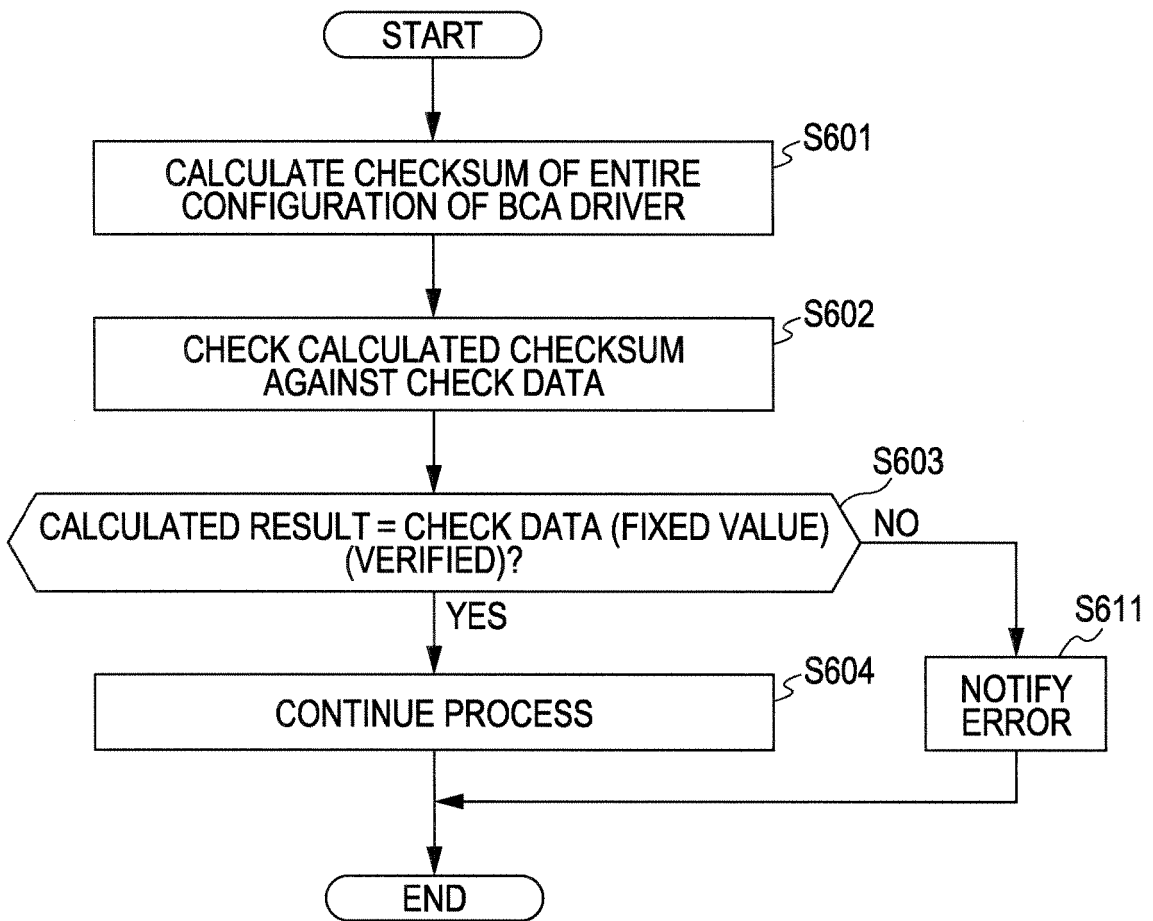 START
S601
CALCULATE CHECKSUM OF ENTIRE
CONFIGURATION OF BCA DRIVER
S602
CHECK CALCULATED CHECKSUM
AGAINST CHECK DATA
S603
CALCULATED RESULT = CHECK DATA (FIXED VALUE)
(VERIFIED)?
NO
YES
S611
NOTIFY
ERROR
S604
CONTINUE PROCESS
END